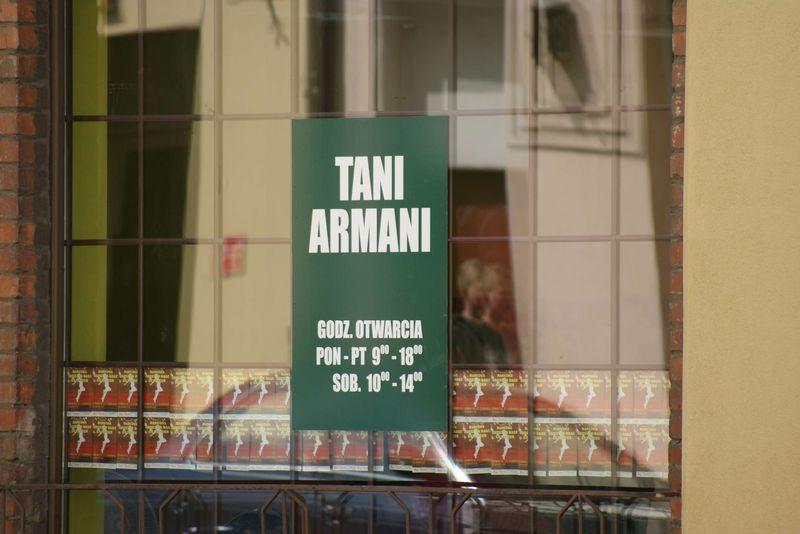 TANI
ARMANI
GODZ. OTWARCIA
PON - PT 9⁰⁰ - 18⁰⁰
SOB. 10⁰⁰ - 14⁰⁰